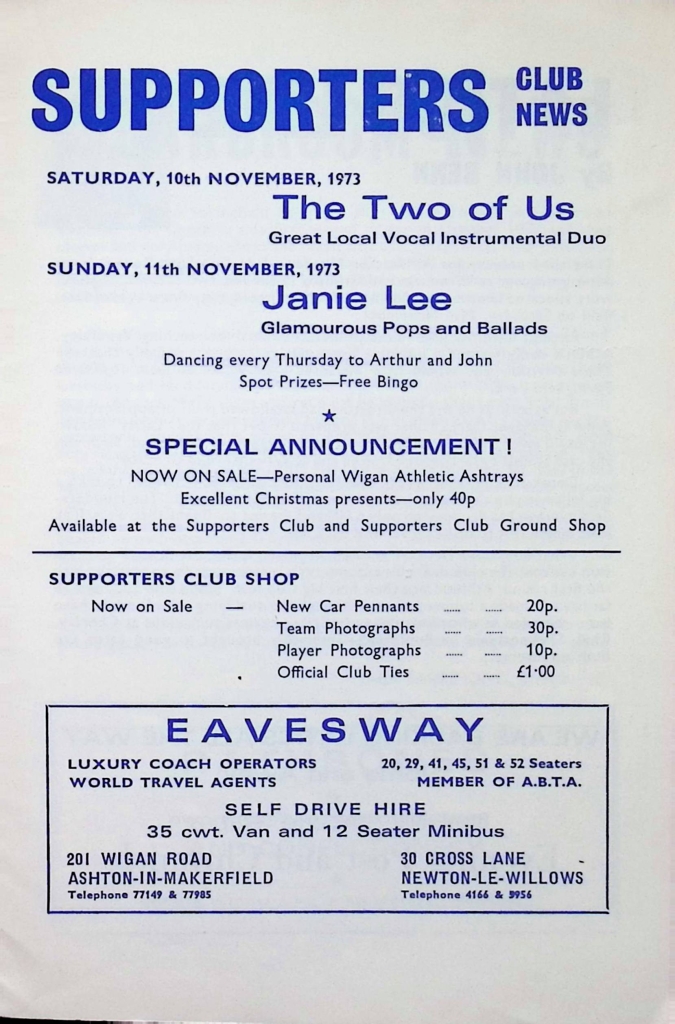 SUPPORTERS CLUB NEWS
SATURDAY, 10th NOVEMBER, 1973
The Two of Us
Great Local Vocal Instrumental Duo
SUNDAY, 11th NOVEMBER, 1973
Janie Lee
Glamourous Pops and Ballads
Dancing every Thursday to Arthur and John
Spot Prizes—Free Bingo
★
SPECIAL ANNOUNCEMENT!
NOW ON SALE—Personal Wigan Athletic Ashtrays
Excellent Christmas presents—only 40p
Available at the Supporters Club and Supporters Club Ground Shop
SUPPORTERS CLUB SHOP
Now on Sale — New Car Pennants ...... ...... 20p.
Team Photographs ...... ...... 30p.
Player Photographs ...... ...... 10p.
Official Club Ties ...... ...... £1·00
EAVESWAY
LUXURY COACH OPERATORS 20, 29, 41, 45, 51 & 52 Seaters
WORLD TRAVEL AGENTS MEMBER OF A.B.T.A.
SELF DRIVE HIRE
35 cwt. Van and 12 Seater Minibus
201 WIGAN ROAD 30 CROSS LANE
ASHTON-IN-MAKERFIELD NEWTON-LE-WILLOWS
Telephone 77149 & 77985 Telephone 4166 & 5956